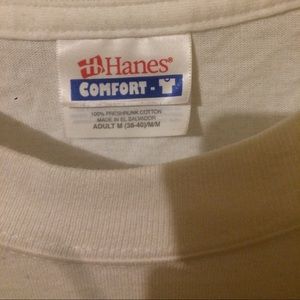 Hanes®
COMFORT-T
100% PRESHRUNK COTTON
MADE IN EL SALVADOR
ADULT M (38-40)/M/M